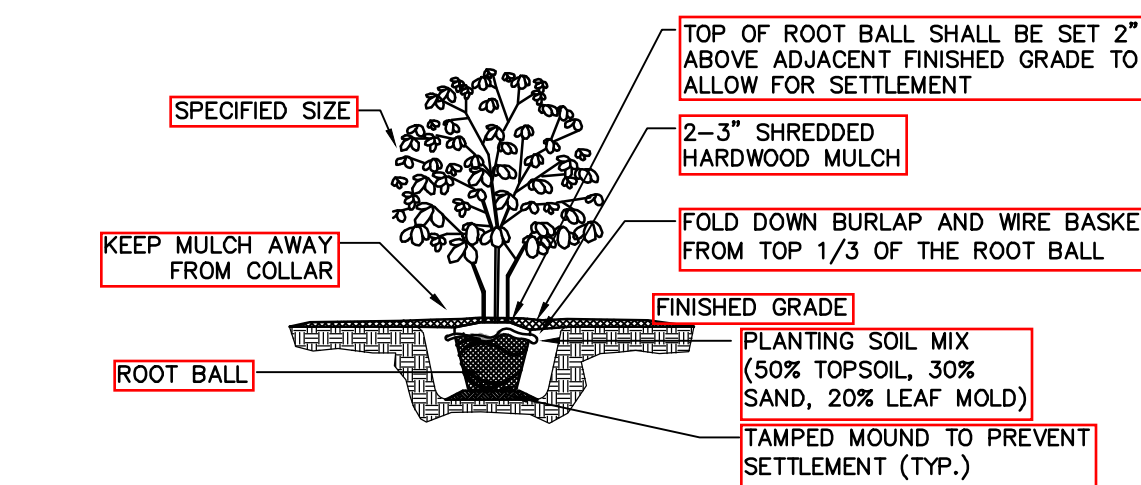 TOP OF ROOT BALL SHALL BE SET 2"
ABOVE ADJACENT FINISHED GRADE TO
ALLOW FOR SETTLEMENT
SPECIFIED SIZE
2-3" SHREDDED
HARDWOOD MULCH
FOLD DOWN BURLAP AND WIRE BASKE
FROM TOP 1/3 OF THE ROOT BALL
KEEP MULCH AWAY
FROM COLLAR
FINISHED GRADE
PLANTING SOIL MIX
(50% TOPSOIL, 30%
SAND, 20% LEAF MOLD)
ROOT BALL
TAMPED MOUND TO PREVENT
SETTLEMENT (TYP.)